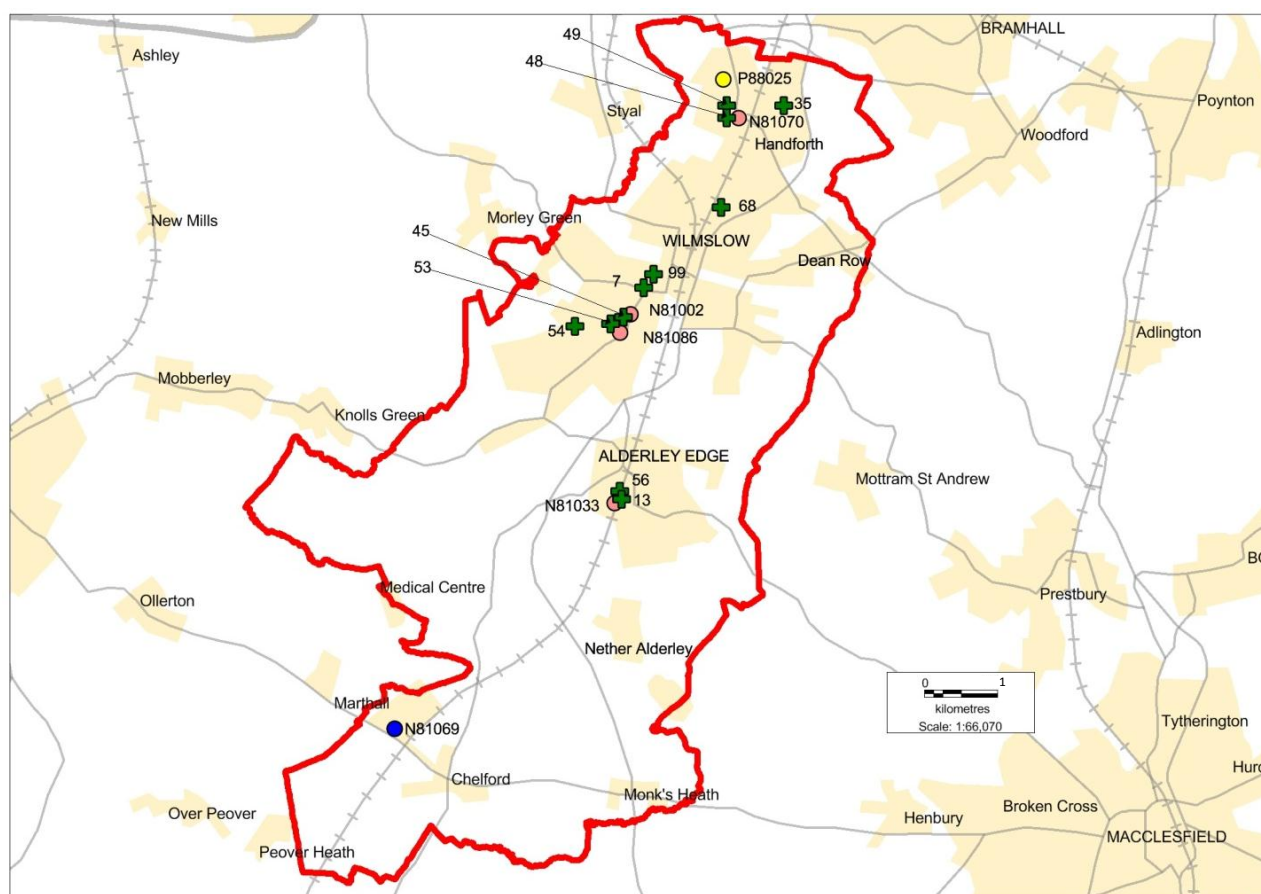 49
BRAMHALL
Ashley
48
P88025
35
Poynton
Styal
N81070
Woodford
Handforth
68
New Mills
Morley Green
45
WILMSLOW
53
Dean Row
99
7
N81002
54
N81086
Adlington
Mobberley
Knolls Green
ALDERLEY EDGE
56
Mottram St Andrew
N81033
13
Medical Centre
Ollerton
Prestbury
Nether Alderley
0 1
kilometres
Scale: 1:66,070
Marthall
N81069
Tytherington
Chelford
Monk's Heath
Over Peover
Henbury
Broken Cross
MACCLESFIELD
Peover Heath